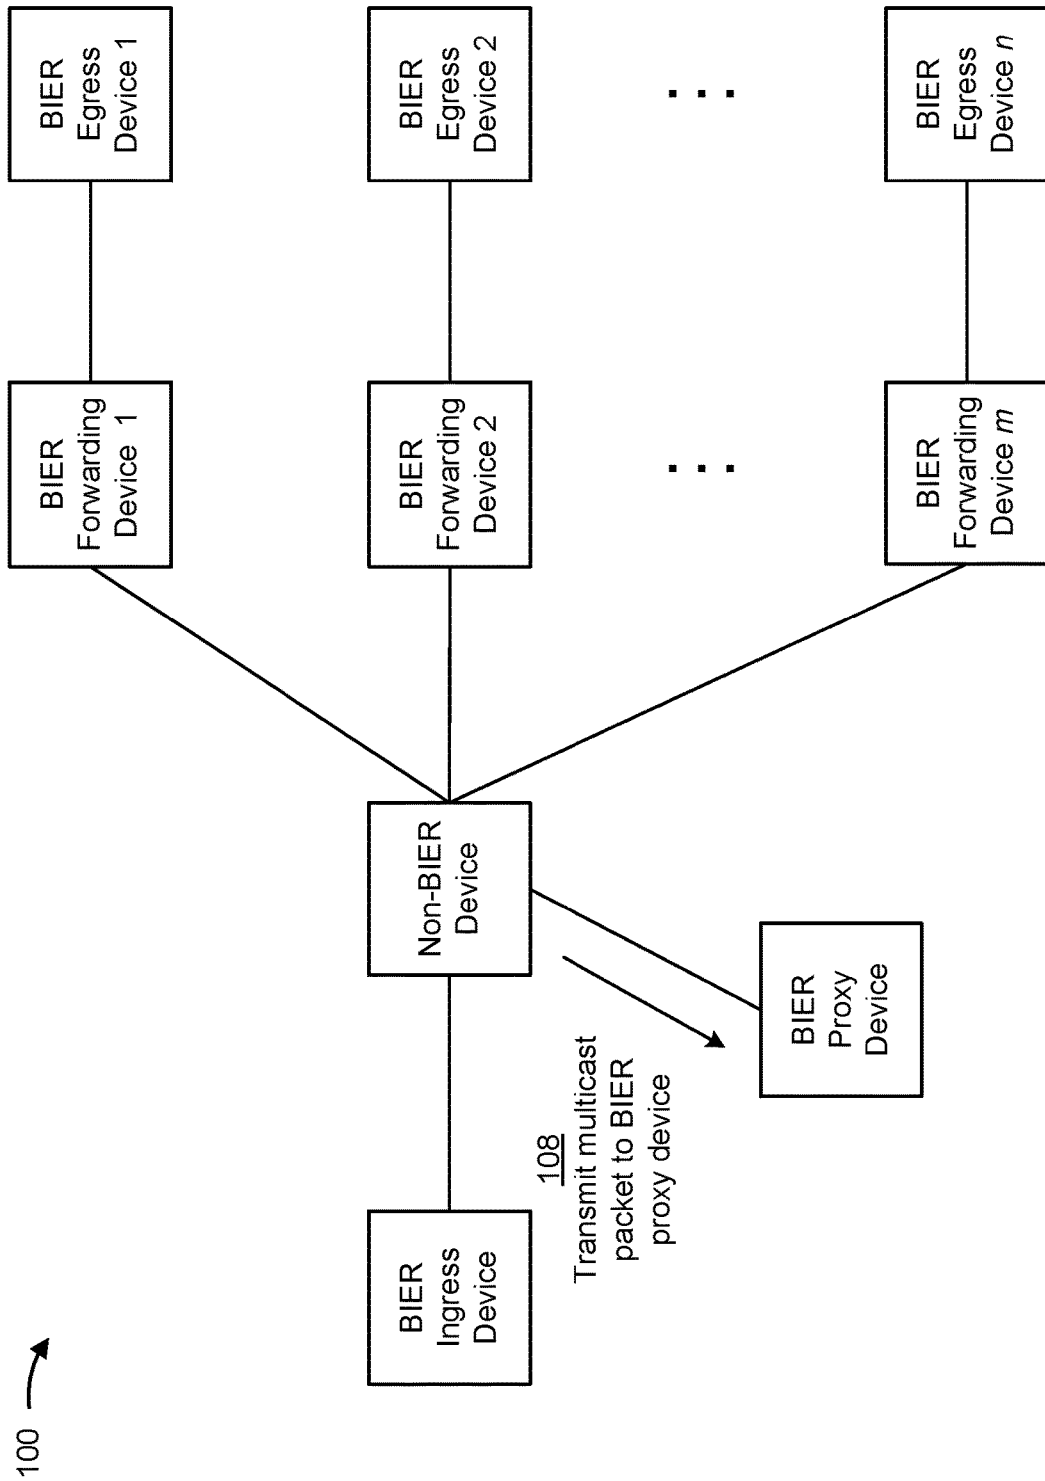 100
BIER
Ingress
Device
108
Transmit multicast
packet to BIER
proxy device
Non-BIER
Device
BIER
Proxy
Device
BIER
Forwarding
Device 1
BIER
Forwarding
Device 2
. . .
BIER
Forwarding
Device m
BIER
Egress
Device 1
BIER
Egress
Device 2
. . .
BIER
Egress
Device n